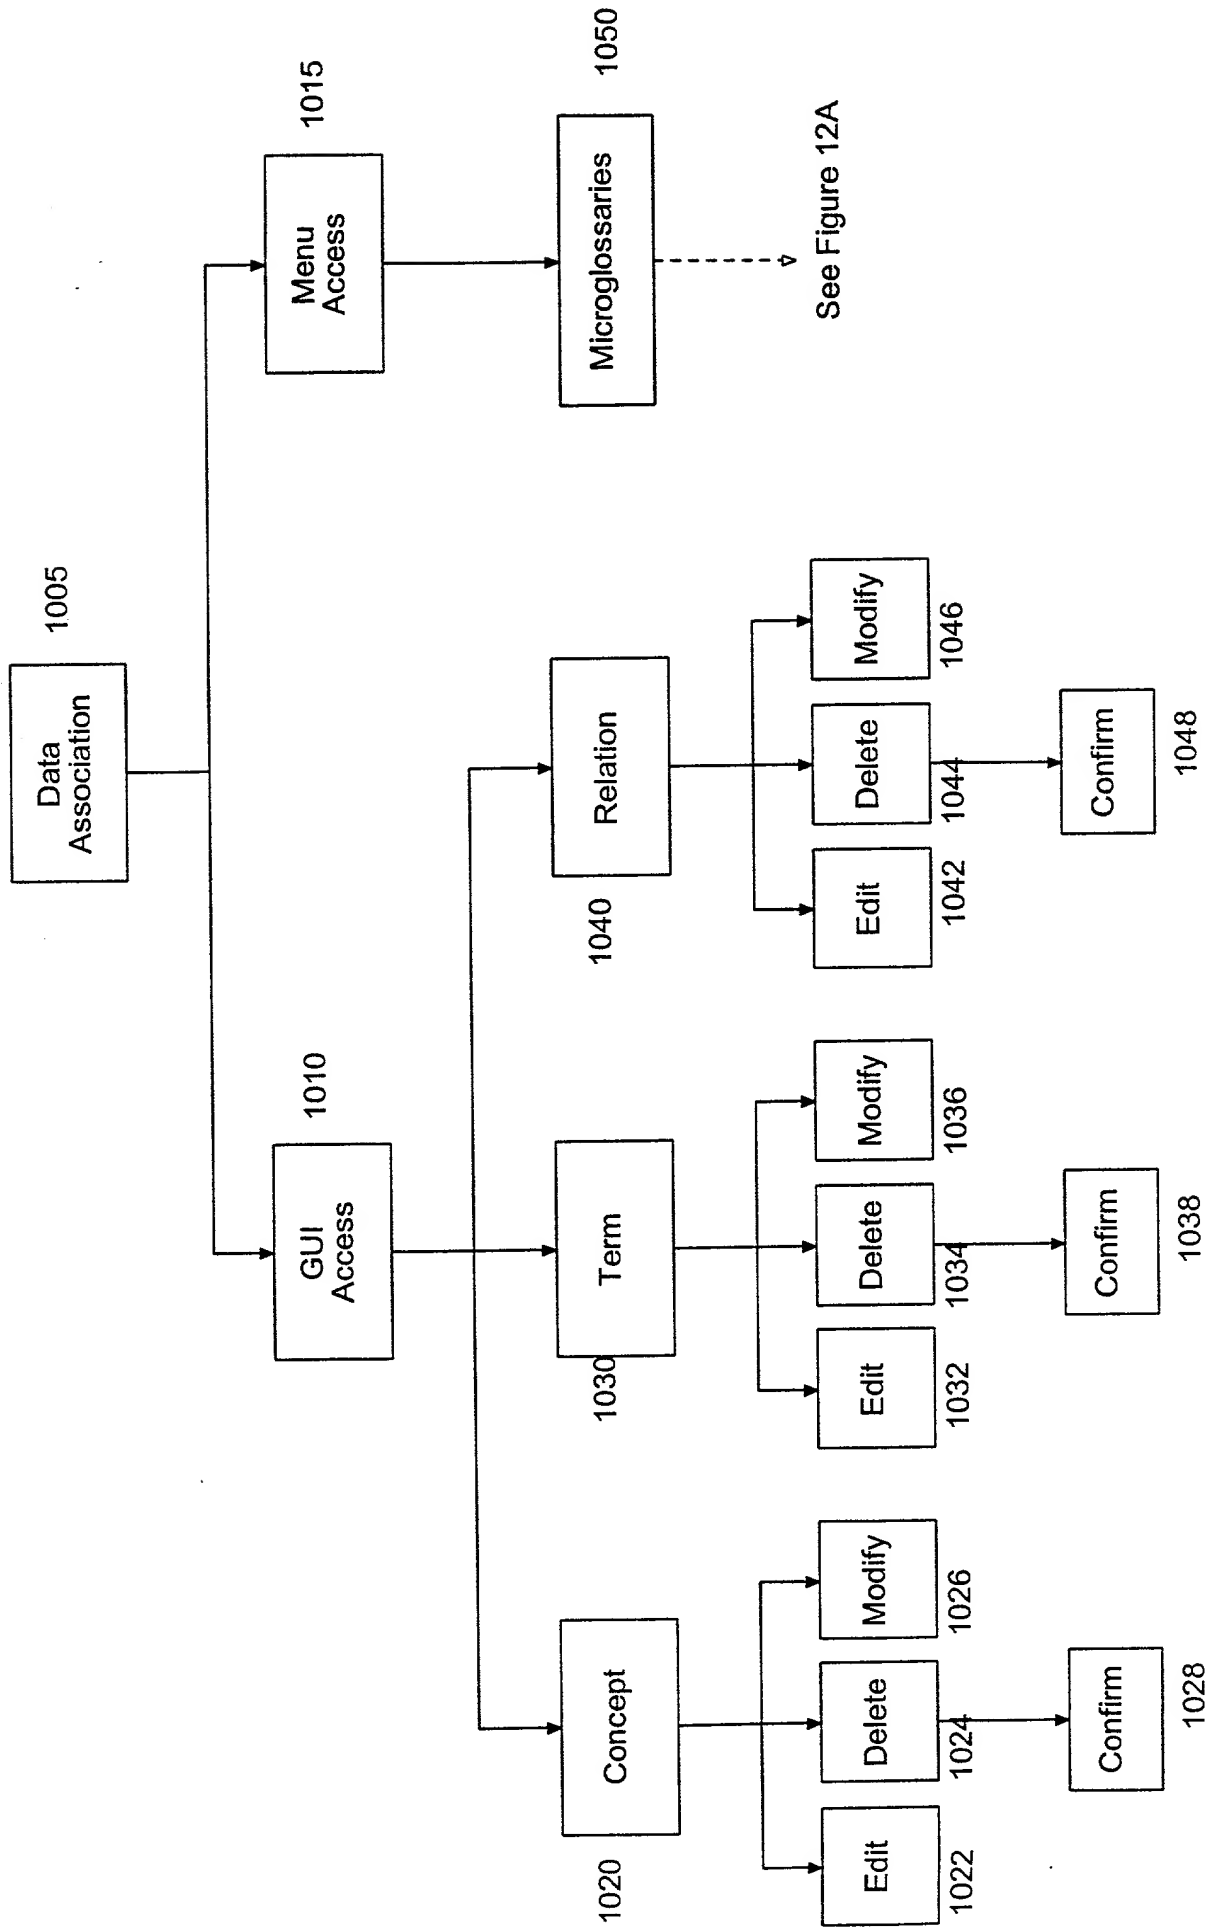 Data
Association
1005
GUI
Access
1010
Menu
Access
1015
1020
Concept
1030
Term
1040
Relation
Microglossaries
1050
Edit
Delete
Modify
Edit
Delete
Modify
Edit
Delete
Modify
See Figure 12A
1022
1024
1026
1032
1034
1036
1042
1044
1046
Confirm
Confirm
Confirm
1028
1038
1048